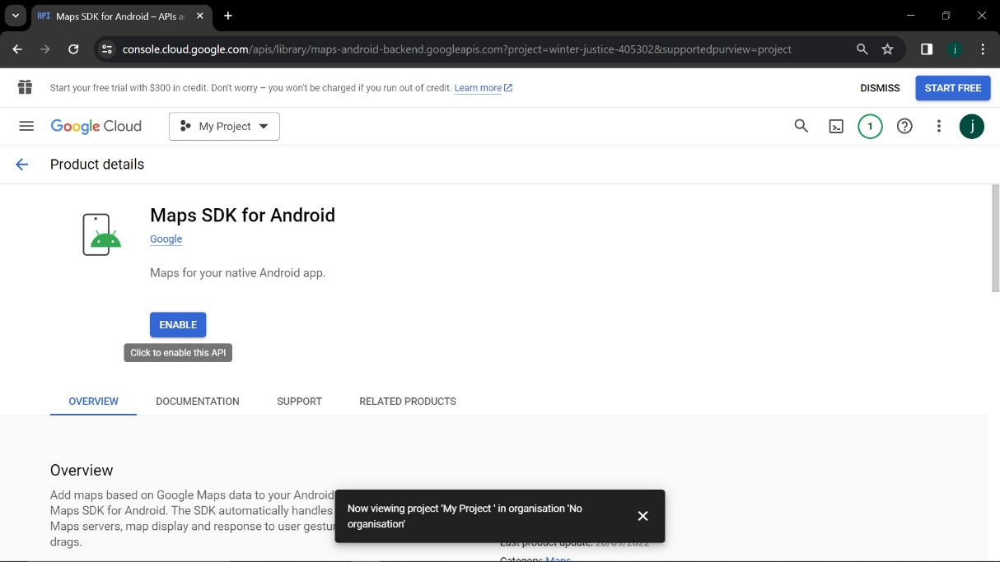 API Maps SDK for Android – APIs a
console.cloud.google.com/apis/library/maps-android-backend.googleapis.com?project=winter-justice-405302&supportedpurview=project
j
Start your free trial with $300 in credit. Don't worry – you won't be charged if you run out of credit. Learn more
DISMISS
START FREE
Google Cloud
My Project
1
j
Product details
Maps SDK for Android
Google
Maps for your native Android app.
ENABLE
Click to enable this API
OVERVIEW DOCUMENTATION SUPPORT RELATED PRODUCTS
Overview
Add maps based on Google Maps data to your Android
Maps SDK for Android. The SDK automatically handles
Maps servers, map display and response to user gestur
drags.
Now viewing project 'My Project ' in organisation 'No
organisation'
Last product update: 20/09/2022
Category: Maps